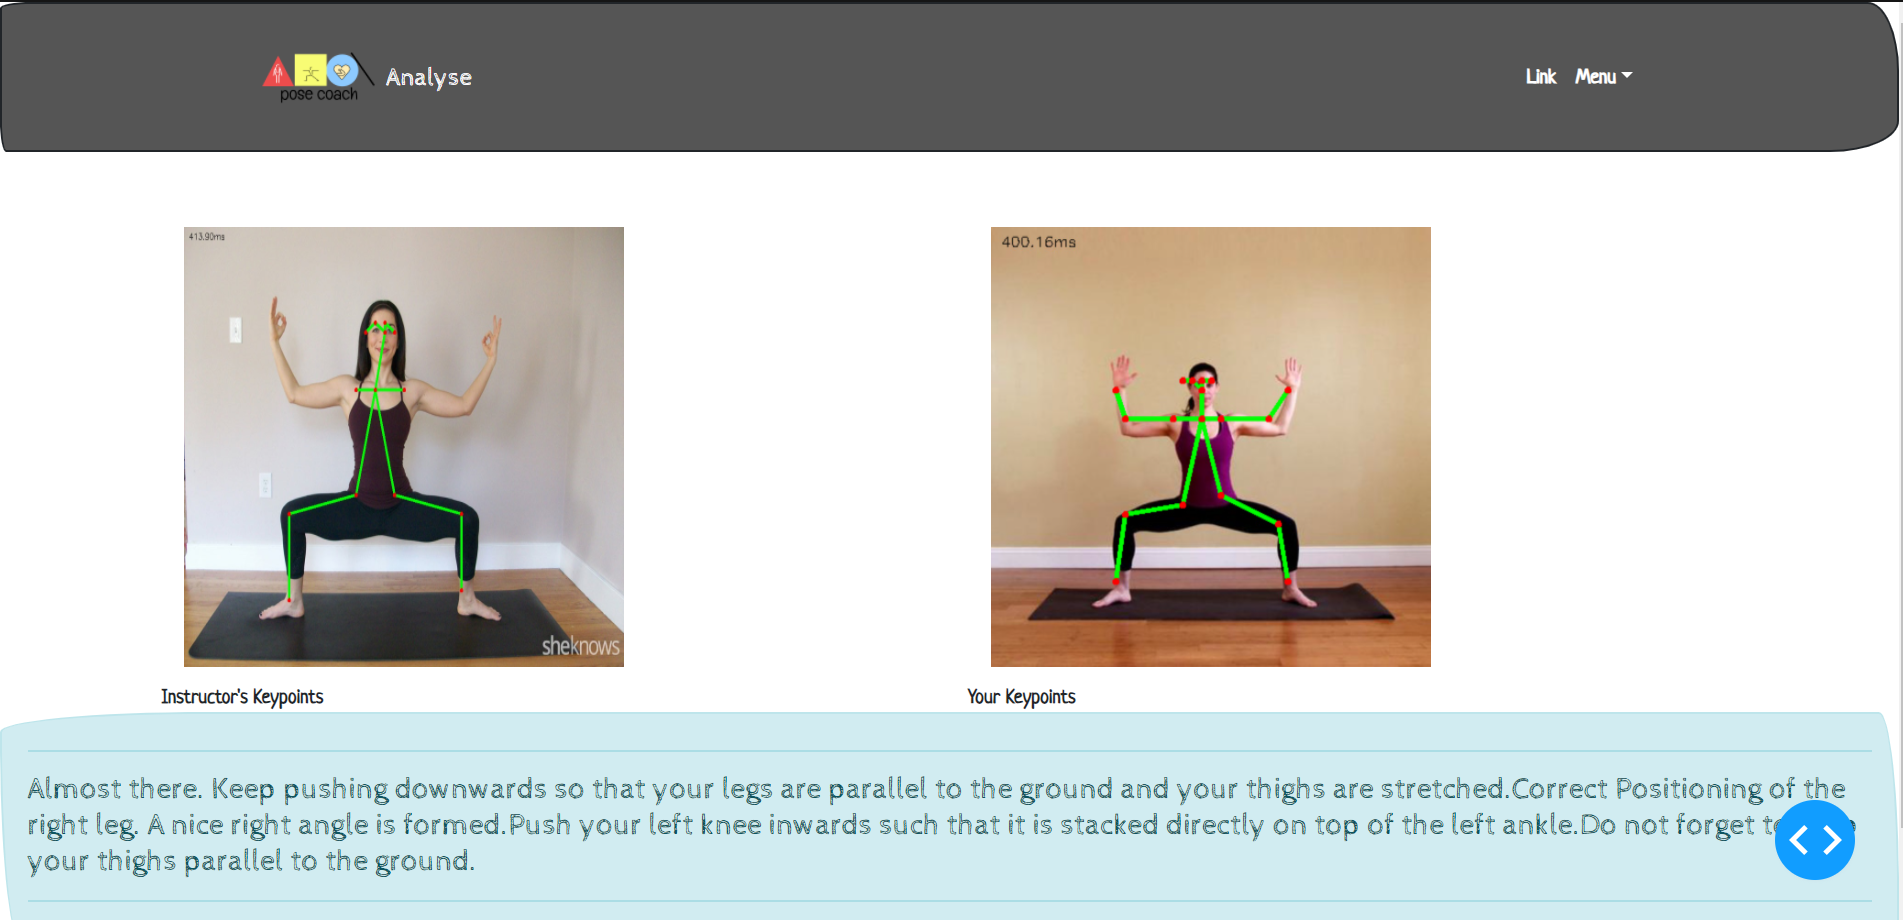 pose coach
Analyse
Link Menu
413.90ms
400.16ms
sheknows
Instructor's Keypoints
Your Keypoints
Almost there. Keep pushing downwards so that your legs are parallel to the ground and your thighs are stretched.Correct Positioning of the
right leg. A nice right angle is formed.Push your left knee inwards such that it is stacked directly on top of the left ankle.Do not forget
your thighs parallel to the ground.